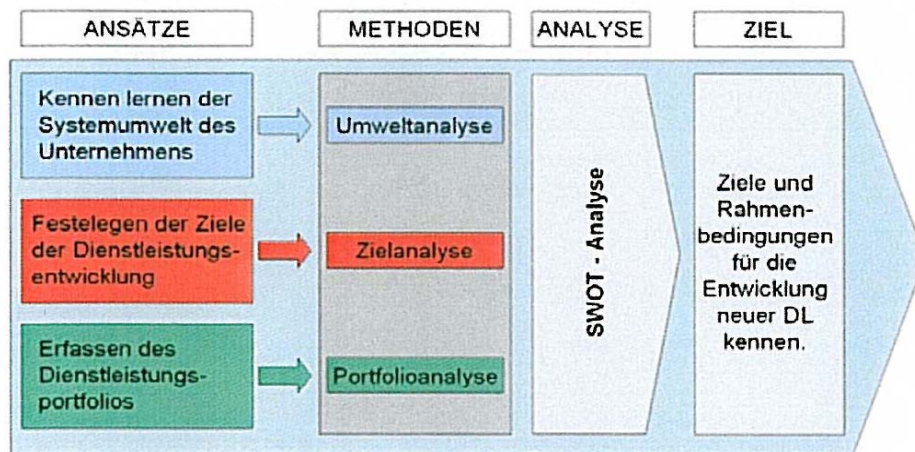 ANSÄTZE
METHODEN
ANALYSE
ZIEL
Kennen lernen der
Systemumwelt des
Unternehmens
Umweltanalyse
Festelegen der Ziele
der Dienstleistungs-
entwicklung
Zielanalyse
Erfassen des
Dienstleistungs-
portfolios
Portfolioanalyse
SWOT - Analyse
Ziele und
Rahmen-
bedingungen
für die
Entwicklung
neuer DL
kennen.